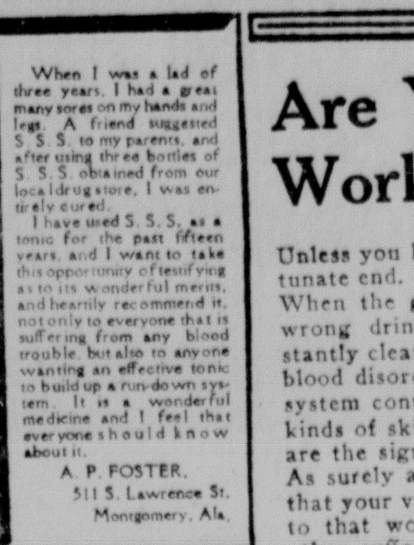 When I was a lad of
three years, I had a great
many sores on my hands and
legs. A friend suggested
S. S. S. to my parents, and
after using three bottles of
S. S. S. obtained from our
local drug store, I was en-
tirely cured.
I have used S. S. S. as a
tonic for the past fifteen
years, and I want to take
this opportunity of testifying
as to its wonderful merits,
and heartily recommend it,
not only to everyone that is
suffering from any blood
trouble, but also to anyone
wanting an effective tonic
to build up a run-down sys-
tem. It is a wonderful
medicine and I feel that
everyone should know
about it.
A. P. FOSTER,
511 S. Lawrence St.
Montgomery, Ala.
Are
Worl
Unless you
tunate end.
When the
wrong drin
stantly clea
blood disor
system con
kinds of sk
are the sig
As surely a
that your v
to that wo